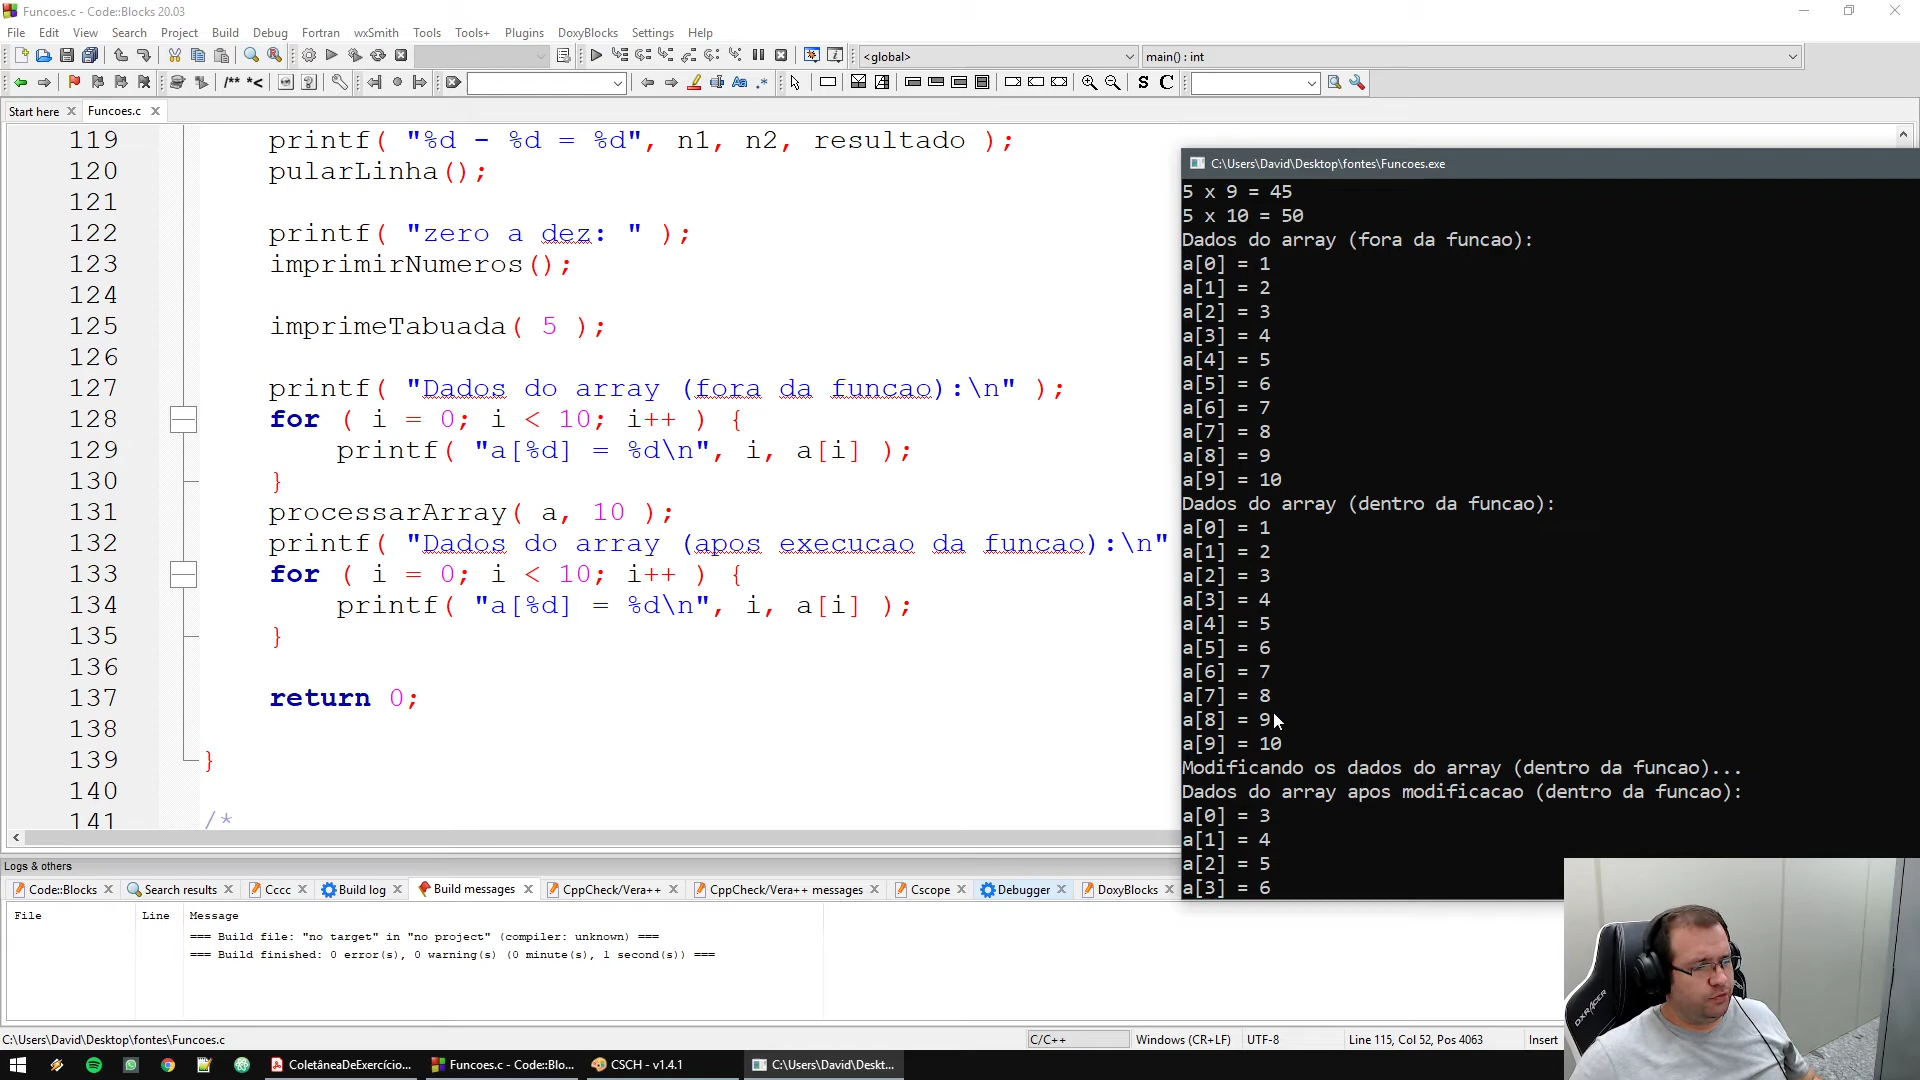 Funcoes.c - Code::Blocks 20.03
File Edit View Search Project Build Debug Fortran wxSmith Tools Tools+ Plugins DoxyBlocks Settings Help
<global>
main() : int
/** *<
Aa .*
S C
Start here
Funcoes.c
119 printf( "%d - %d = %d", n1, n2, resultado );
120 pularLinha();
121
122 printf( "zero a dez: " );
123 imprimirNumeros();
124
125 imprimeTabuada( 5 );
126
127 printf( "Dados do array (fora da funcao):\n" );
128 for ( i = 0; i < 10; i++ ) {
129 printf( "a[%d] = %d\n", i, a[i] );
130 }
131 processarArray( a, 10 );
132 printf( "Dados do array (apos execucao da funcao):\n"
133 for ( i = 0; i < 10; i++ ) {
134 printf( "a[%d] = %d\n", i, a[i] );
135 }
136
137 return 0;
138
139 }
140
141 /*
C:\Users\David\Desktop\fontes\Funcoes.exe
5 x 9 = 45
5 x 10 = 50
Dados do array (fora da funcao):
a[0] = 1
a[1] = 2
a[2] = 3
a[3] = 4
a[4] = 5
a[5] = 6
a[6] = 7
a[7] = 8
a[8] = 9
a[9] = 10
Dados do array (dentro da funcao):
a[0] = 1
a[1] = 2
a[2] = 3
a[3] = 4
a[4] = 5
a[5] = 6
a[6] = 7
a[7] = 8
a[8] = 9
a[9] = 10
Modificando os dados do array (dentro da funcao)...
Dados do array apos modificacao (dentro da funcao):
a[0] = 3
a[1] = 4
a[2] = 5
a[3] = 6
Logs & others
Code::Blocks Search results Cccc Build log Build messages CppCheck/Vera++ CppCheck/Vera++ messages Cscope Debugger DoxyBlocks
File Line Message
=== Build file: "no target" in "no project" (compiler: unknown) ===
=== Build finished: 0 error(s), 0 warning(s) (0 minute(s), 1 second(s)) ===
DXRACER
C:\Users\David\Desktop\fontes\Funcoes.c C/C++ Windows (CR+LF) UTF-8 Line 115, Col 52, Pos 4063 Insert
ColetâneaDeExercício... Funcoes.c - Code::Blo... CSCH - v1.4.1 C:\Users\David\Deskt...